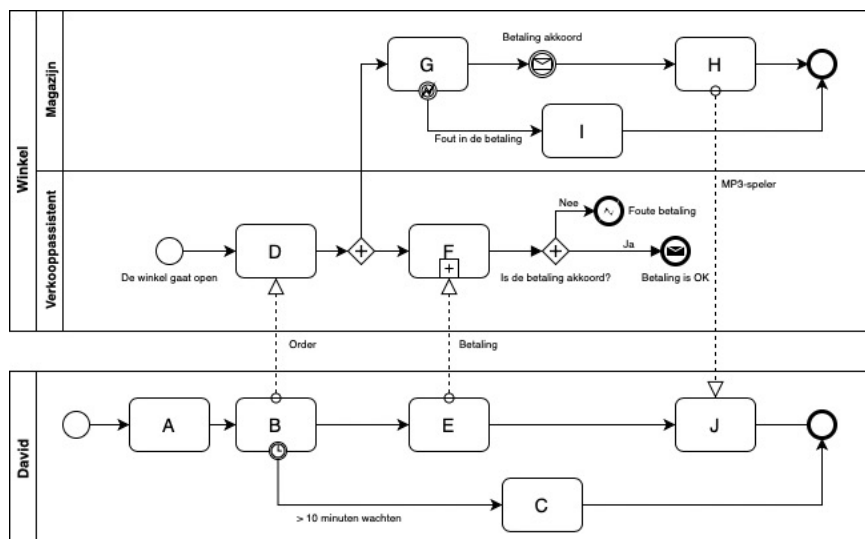 Winkel
Magazijn
G
Betaling akkoord
H
Fout in de betaling
I
MP3-speler
Verkooppassistent
De winkel gaat open
D
F
Is de betaling akkoord?
Nee
Foute betaling
Ja
Betaling is OK
Order
Betaling
David
A
B
E
J
> 10 minuten wachten
C